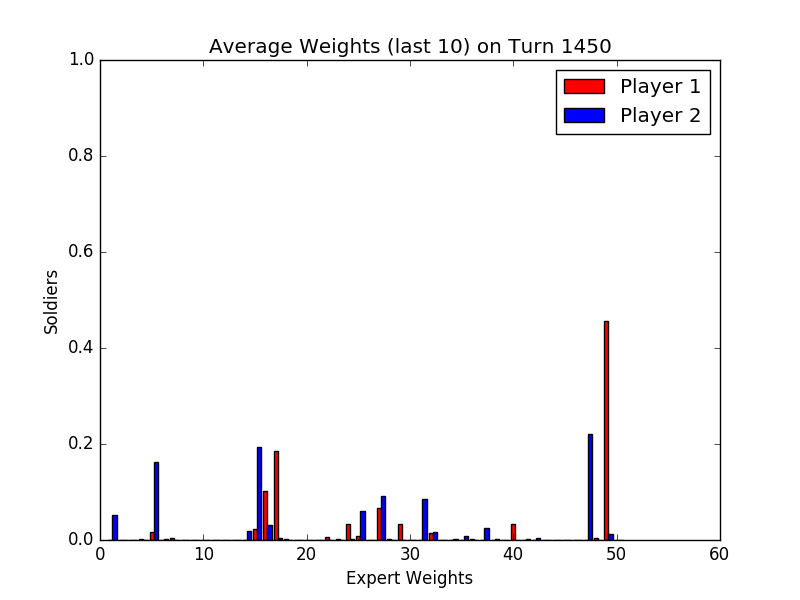 Average Weights (last 10) on Turn 1450
1.0
Player 1
Player 2
0.8
0.6
0.4
0.2
0.0
0 10 20 30 40 50 60
Soldiers
Expert Weights